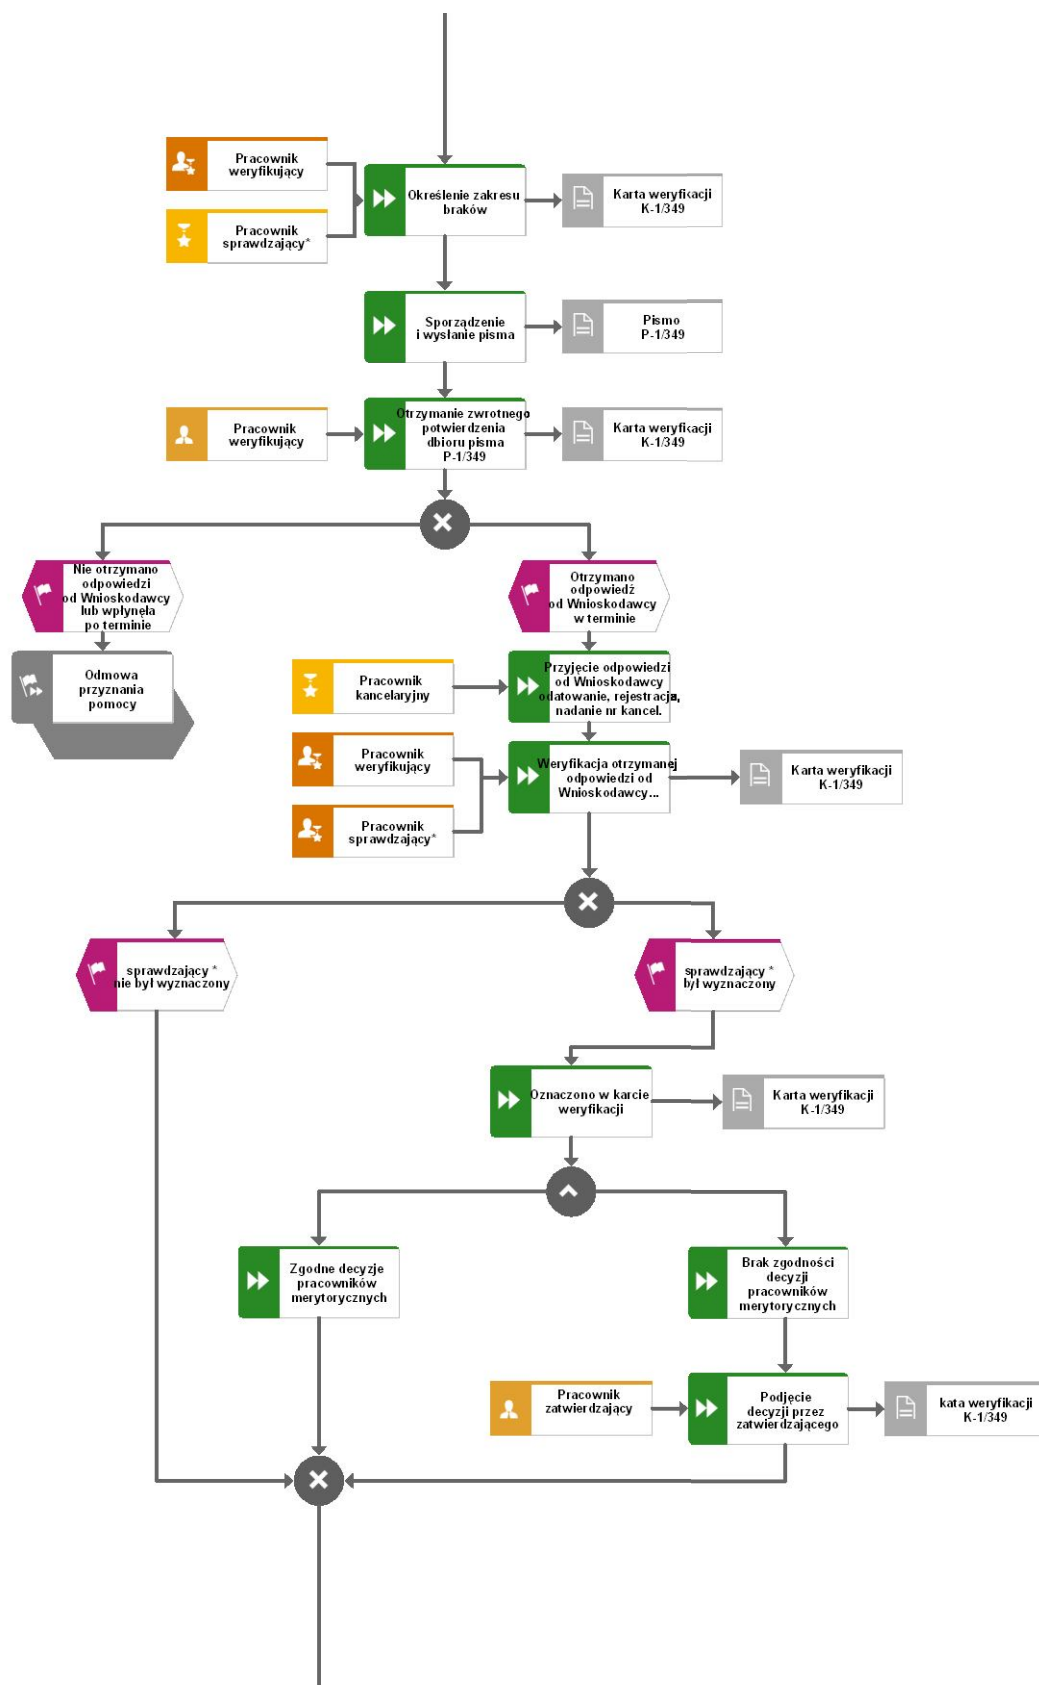 Pracownik
weryfikujący
Pracownik
sprawdzający*
Określenie zakresu
braków
Karta weryfikacji
K-1/349
Sporządzenie
i wysłanie pisma
Pismo
P-1/349
Pracownik
weryfikujący
Otrzymanie zwrotnego
potwierdzenia
dbioru pisma
P-1/349
Karta weryfikacji
K-1/349
Nie otrzymano
odpowiedzi
od Wnioskodawcy
lub wpłynęła
po terminie
Otrzymano
odpowiedź
od Wnioskodawcy
w terminie
Odmowa
przyznania
pomocy
Pracownik
kancelaryjny
Przyjęcie odpowiedzi
od Wnioskodawcy
odatowanie, rejestracja,
nadanie nr kancel.
Pracownik
weryfikujący
Pracownik
sprawdzający*
Weryfikacja otrzymanej
odpowiedzi od
Wnioskodawcy...
Karta weryfikacji
K-1/349
sprawdzający *
nie był wyznaczony
sprawdzający *
był wyznaczony
Oznaczono w karcie
weryfikacji
Karta weryfikacji
K-1/349
Zgodne decyzje
pracowników
merytorycznych
Brak zgodności
decyzji
pracowników
merytorycznych
Pracownik
zatwierdzający
Podjęcie
decyzji przez
zatwierdzającego
kata weryfikacji
K-1/349